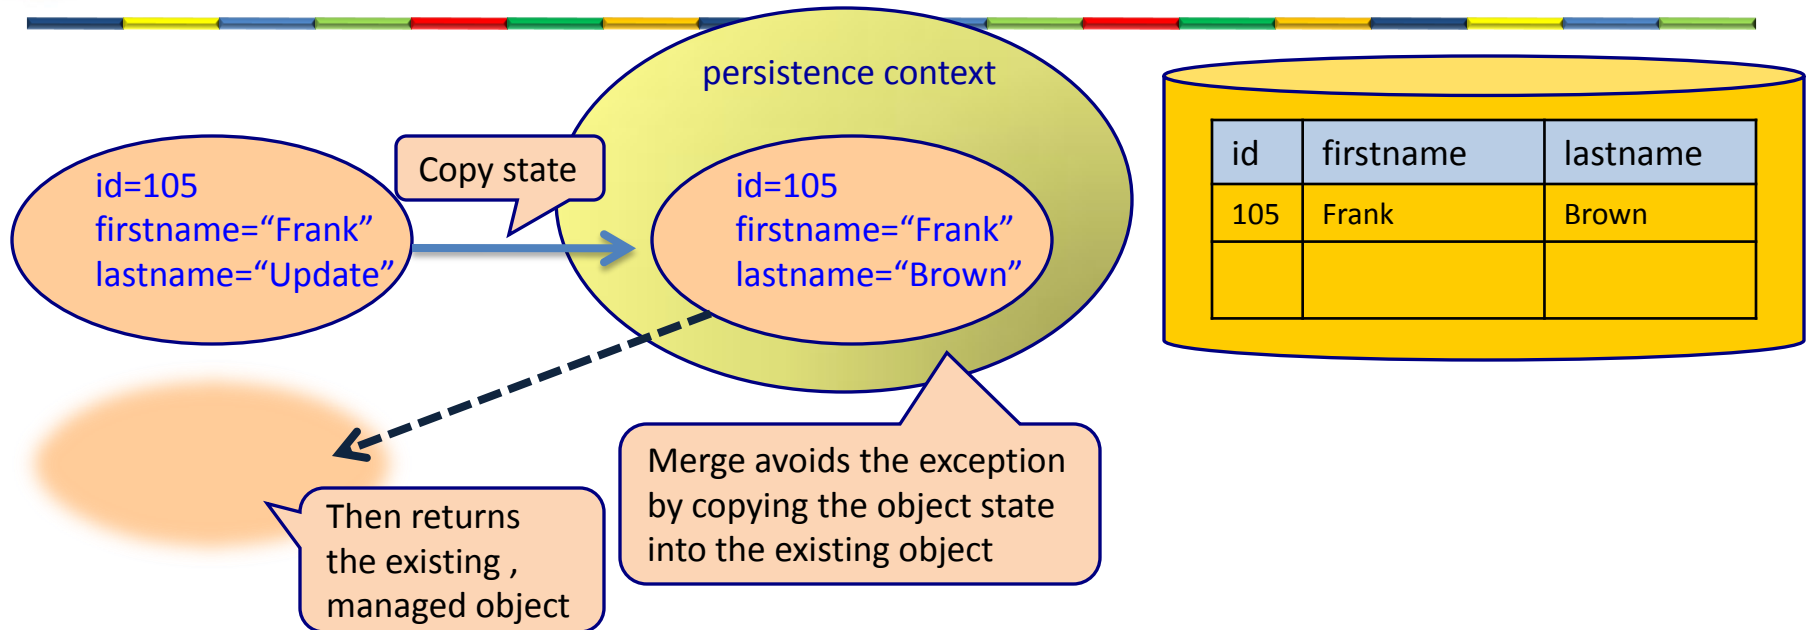 persistence context
Copy state
id=105
firstname=“Frank”
lastname=“Update”
id=105
firstname=“Frank”
lastname=“Brown”
id firstname lastname
105 Frank Brown
Merge avoids the exception
by copying the object state
into the existing object
Then returns
the existing ,
managed object